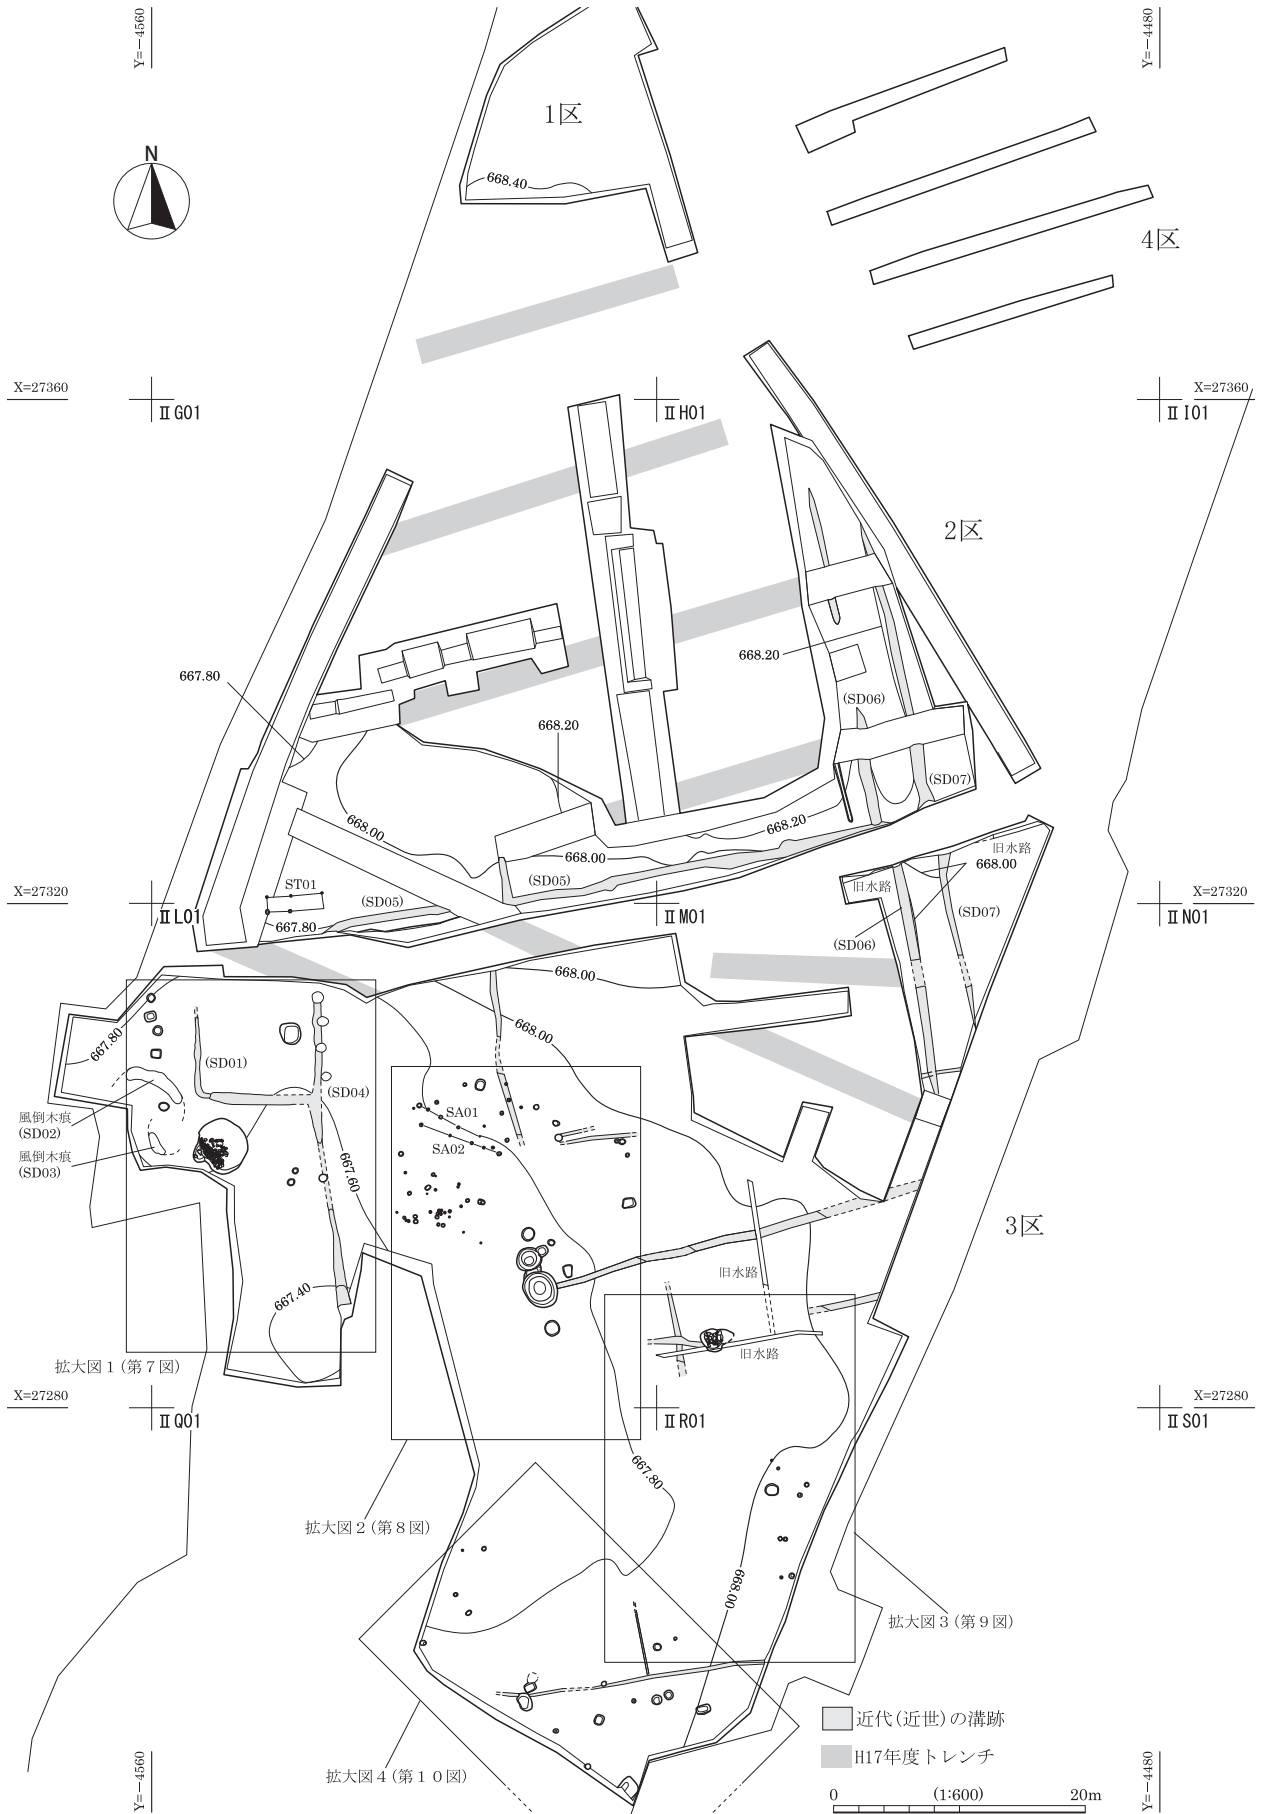 Y=-4560
Y=-4480
1区
N
668.40
4区
X=27360
X=27360
ⅡG01
ⅡH01
ⅡI01
2区
667.80
668.20
668.20
(SD06)
(SD07)
668.00
668.20
668.00
旧水路
668.00
旧水路
ST01
(SD05)
(SD05)
X=27320
X=27320
ⅡL01
ⅡM01
ⅡN01
(SD07)
(SD06)
667.80
668.00
667.80
668.00
(SD01)
(SD04)
風倒木痕
(SD02)
風倒木痕
(SD03)
SA01
SA02
667.60
3区
旧水路
667.40
旧水路
拡大図1(第7図)
X=27280
X=27280
ⅡQ01
ⅡR01
ⅡS01
667.80
拡大図2(第8図)
668.00
拡大図3(第9図)
近代(近世)の溝跡
H17年度トレンチ
拡大図4(第10図)
0
(1:600)
20m
Y=-4560
Y=-4480